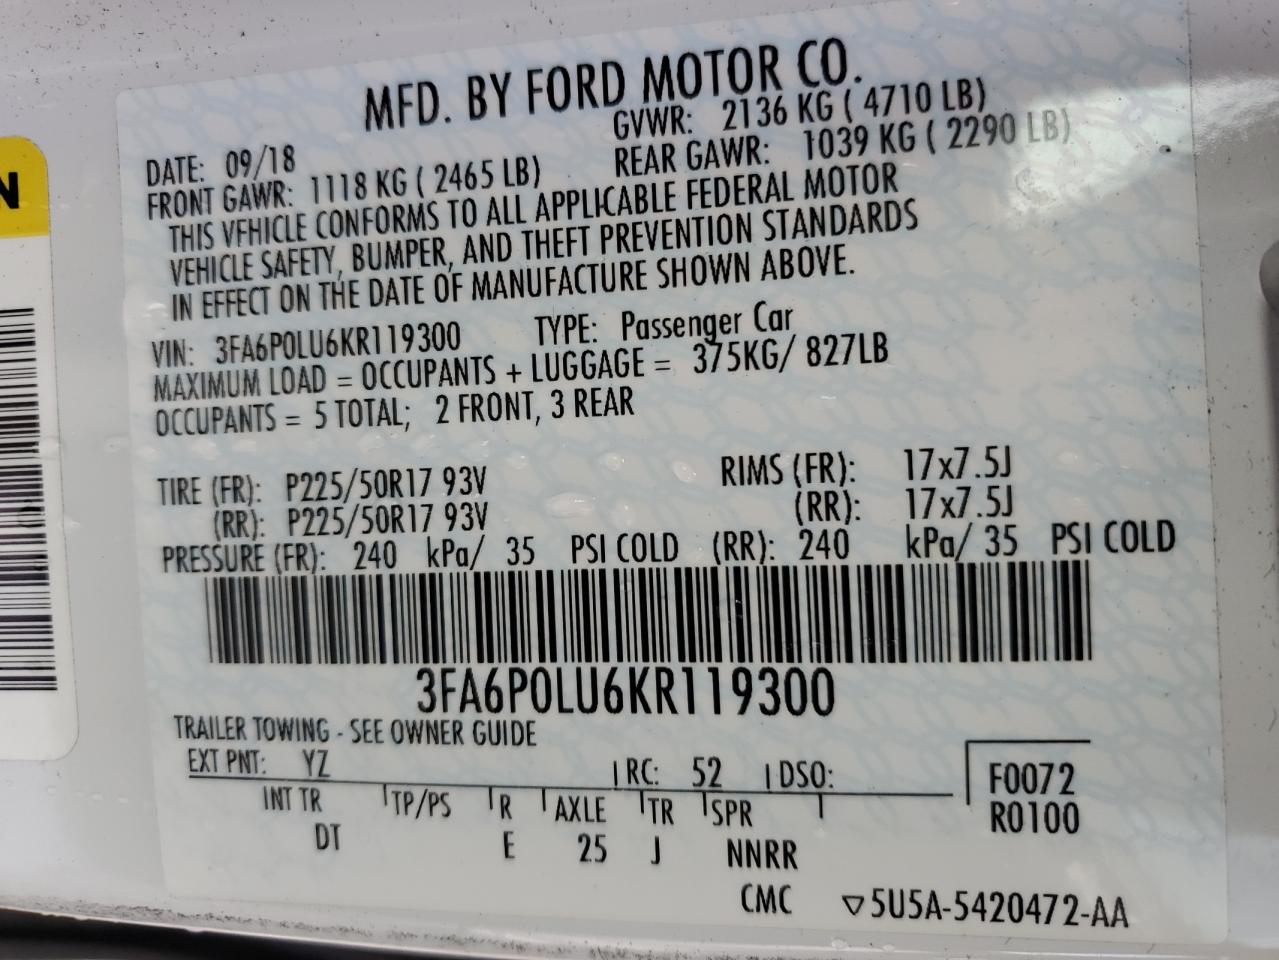 N
MFD. BY FORD MOTOR CO.
DATE: 09/18 GVWR: 2136 KG ( 4710 LB)
FRONT GAWR: 1118 KG ( 2465 LB) REAR GAWR: 1039 KG ( 2290 LB)
THIS VEHICLE CONFORMS TO ALL APPLICABLE FEDERAL MOTOR
VEHICLE SAFETY, BUMPER, AND THEFT PREVENTION STANDARDS
IN EFFECT ON THE DATE OF MANUFACTURE SHOWN ABOVE.
VIN: 3FA6P0LU6KR119300 TYPE: Passenger Car
MAXIMUM LOAD = OCCUPANTS + LUGGAGE = 375KG/ 827LB
OCCUPANTS = 5 TOTAL; 2 FRONT, 3 REAR
TIRE (FR): P225/50R17 93V RIMS (FR): 17x7.5J
(RR): P225/50R17 93V (RR): 17x7.5J
PRESSURE (FR): 240 kPa/ 35 PSI COLD (RR): 240 kPa/ 35 PSI COLD
3FA6P0LU6KR119300
TRAILER TOWING - SEE OWNER GUIDE
EXT PNT: YZ RC: 52 DSO: F0072
INT TR TP/PS R AXLE TR SPR R0100
DT E 25 J NNRR
CMC ▽5U5A-5420472-AA